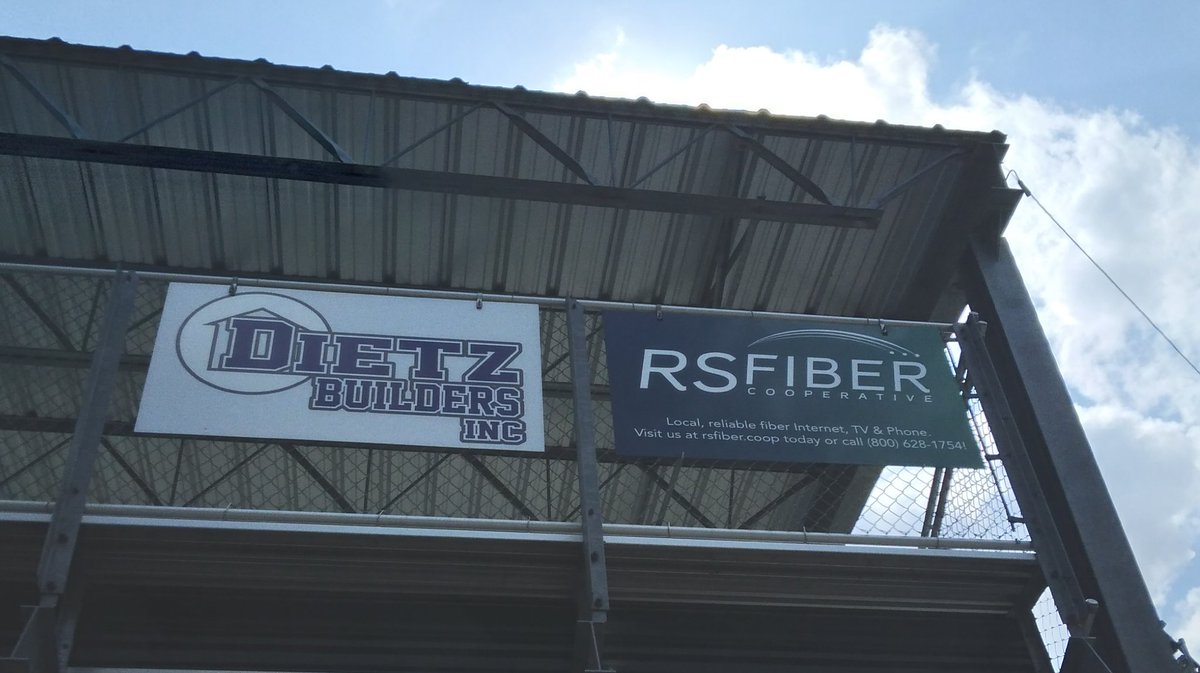 DIETZ
BUILDERS
INC
RSFIBER
COOPERATIVE
Local, reliable fiber Internet, TV & Phone.
Visit us at rsfiber.coop today or call (800) 628-1754!